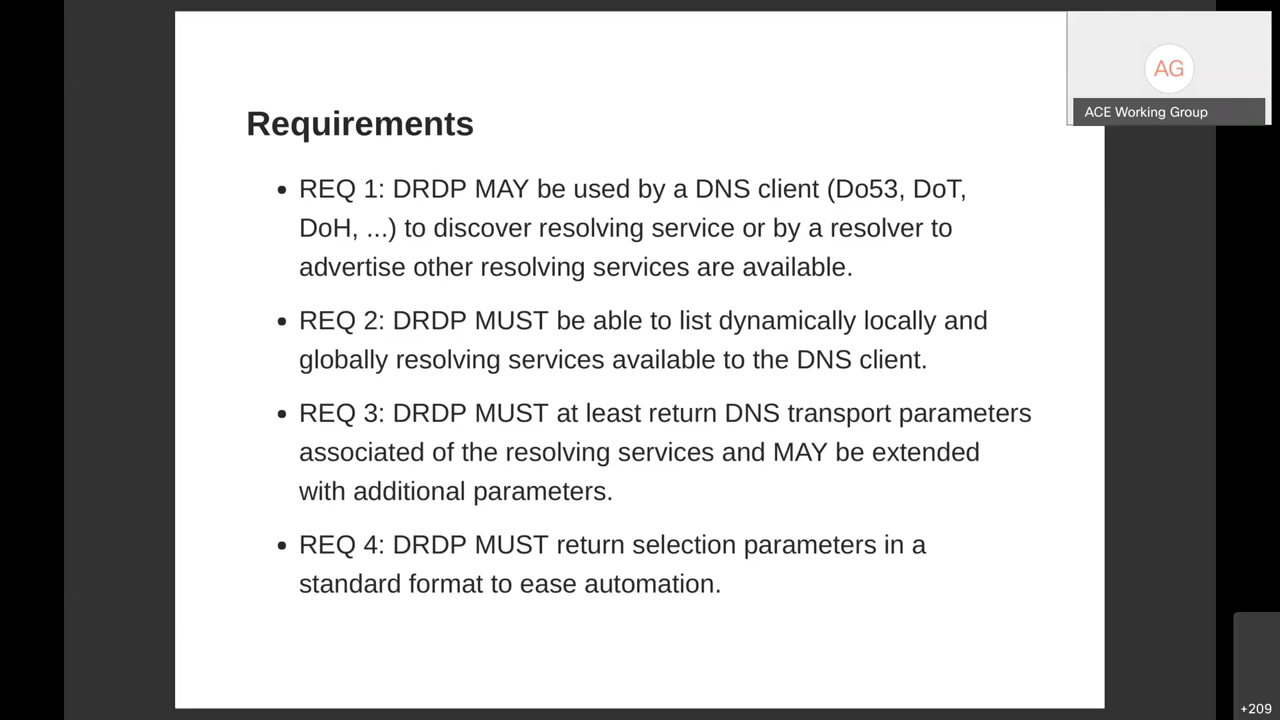 AG
ACE Working Group
Requirements
• REQ 1: DRDP MAY be used by a DNS client (Do53, DoT,
DoH, ...) to discover resolving service or by a resolver to
advertise other resolving services are available.
• REQ 2: DRDP MUST be able to list dynamically locally and
globally resolving services available to the DNS client.
• REQ 3: DRDP MUST at least return DNS transport parameters
associated of the resolving services and MAY be extended
with additional parameters.
• REQ 4: DRDP MUST return selection parameters in a
standard format to ease automation.
+209